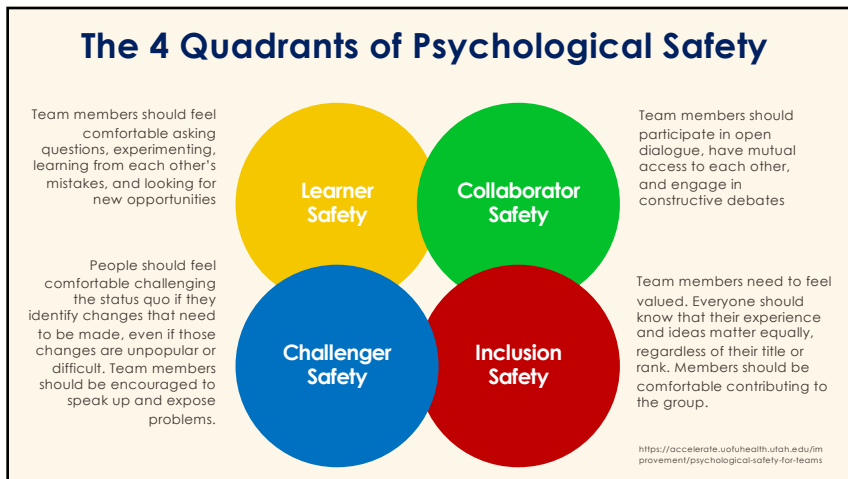 The 4 Quadrants of Psychological Safety
Team members should feel
comfortable asking
questions, experimenting,
learning from each other's
mistakes, and looking for
new opportunities
Learner
Safety
Collaborator
Safety
Team members should
participate in open
dialogue, have mutual
access to each other,
and engage in
constructive debates
People should feel
comfortable challenging
the status quo if they
identify changes that need
to be made, even if those
changes are unpopular or
difficult. Team members
should be encouraged to
speak up and expose
problems.
Challenger
Safety
Inclusion
Safety
Team members need to feel
valued. Everyone should
know that their experience
and ideas matter equally,
regardless of their title or
rank. Members should be
comfortable contributing to
the group.
https://accelerate.uofuhealth.utah.edu/im
provement/psychological-safety-for-teams